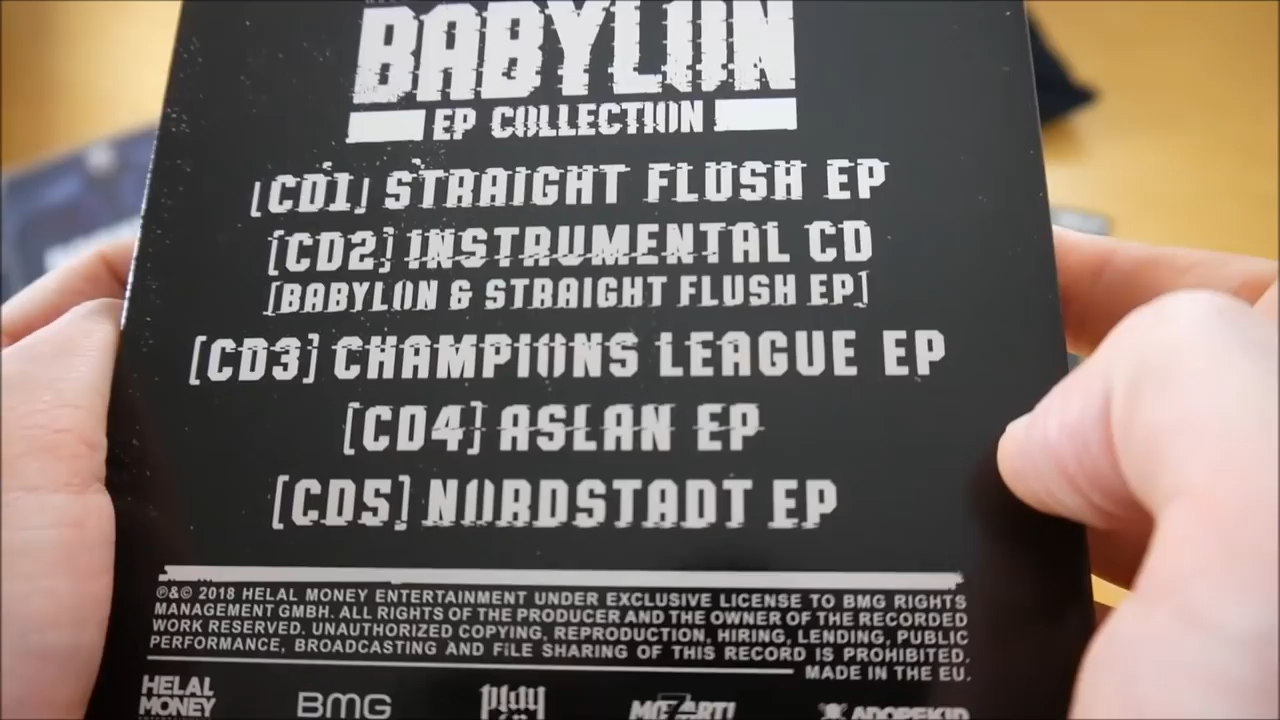 BABYLON
EP COLLECTION
[CD1] STRAIGHT FLUSH EP
[CD2] INSTRUMENTAL CD
[BABYLON & STRAIGHT FLUSH EP]
[CD3] CHAMPIONS LEAGUE EP
[CD4] ASLAN EP
[CD5] NORDSTADT EP
℗&© 2018 HELAL MONEY ENTERTAINMENT UNDER EXCLUSIVE LICENSE TO BMG RIGHTS
MANAGEMENT GMBH. ALL RIGHTS OF THE PRODUCER AND THE OWNER OF THE RECORDED
WORK RESERVED. UNAUTHORIZED COPYING, REPRODUCTION, HIRING, LENDING, PUBLIC
PERFORMANCE, BROADCASTING AND FILE SHARING OF THIS RECORD IS PROHIBITED.
MADE IN THE EU.
HELAL MONEY
BMG
play